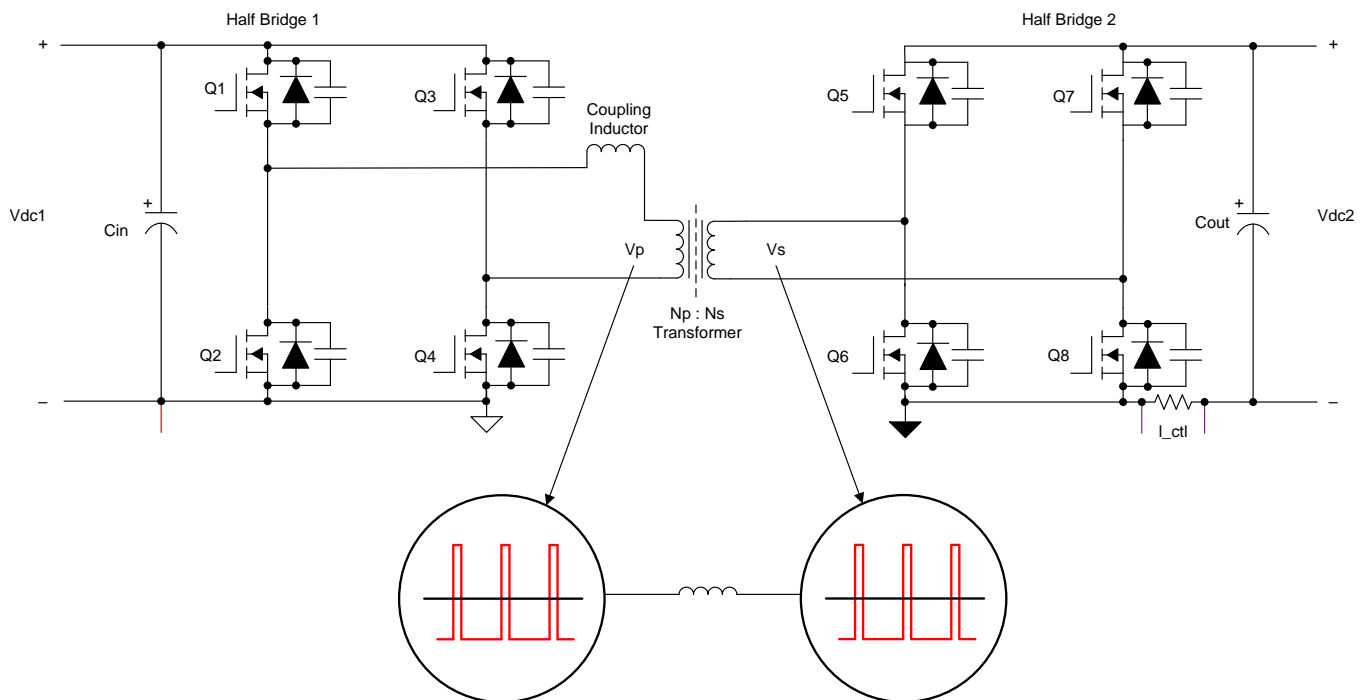 Half Bridge 1
Half Bridge 2
+
+
Q1
Q3
Q5
Q7
Coupling
Inductor
+
+
Vdc1
Cin
Vp
Vs
Cout
Vdc2
Np : Ns
Transformer
Q2
Q4
Q6
Q8
–
–
I_ctl